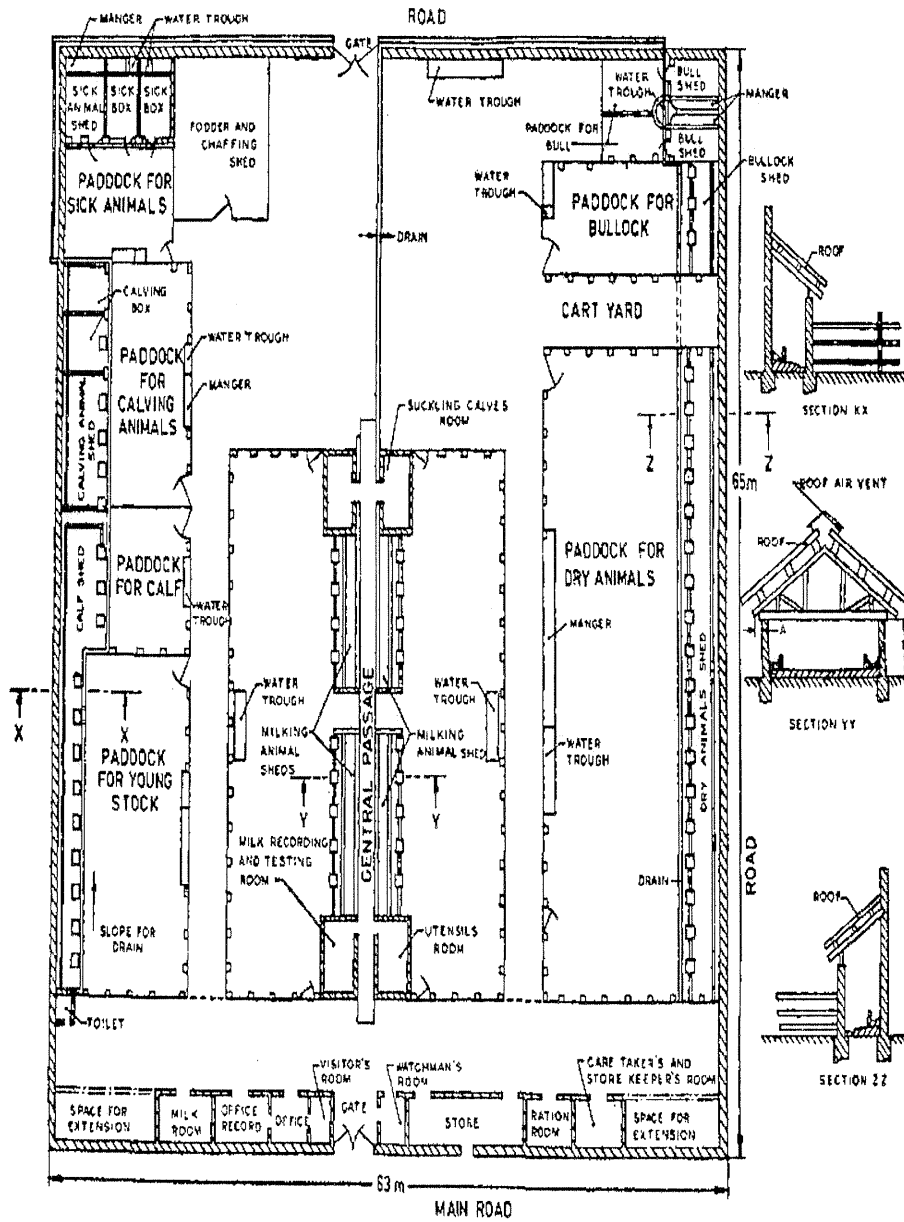 ROAD
MANGER
WATER TROUGH
GATE
SICK
ANIMAL
SHED
SICK
BOX
SICK
BOX
FODDER AND
CHAFFING
SHED
WATER TROUGH
WATER
TROUGH
BULL
SHED
MANGER
PADDOCK FOR
BULL
BULL
SHED
BULLOCK
SHED
PADDOCK FOR
SICK ANIMALS
WATER
TROUGH
PADDOCK FOR
BULLOCK
DRAIN
ROOF
CALVING
BOX
CART YARD
PADDOCK
FOR
CALVING
ANIMALS
WATER TROUGH
MANGER
CALVING ANIMAL
SHED
SUCKLING CALVES
ROOM
SECTION XX
Z
Z
65m
ROOF AIR VENT
ROOF
CALF SHED
PADDOCK
FOR CALF
WATER
TROUGH
PADDOCK FOR
DRY ANIMALS
MANGER
A
WATER
TROUGH
WATER
TROUGH
X
X
SECTION YY
MILKING
ANIMAL
SHEDS
CENTRAL PASSAGE
MILKING
ANIMAL SHED
WATER
TROUGH
DRY ANIMALS SHED
PADDOCK
FOR YOUNG
STOCK
Y
Y
MILK RECORDING
AND TESTING
ROOM
DRAIN
ROAD
ROOF
SLOPE FOR
DRAIN
UTENSILS
ROOM
TOILET
VISITOR'S
ROOM
WATCHMAN'S
ROOM
CARE TAKER'S AND
STORE KEEPER'S ROOM
SECTION ZZ
SPACE FOR
EXTENSION
MILK
ROOM
OFFICE
RECORD
OFFICE
GATE
STORE
RATION
ROOM
SPACE FOR
EXTENSION
63m
MAIN ROAD